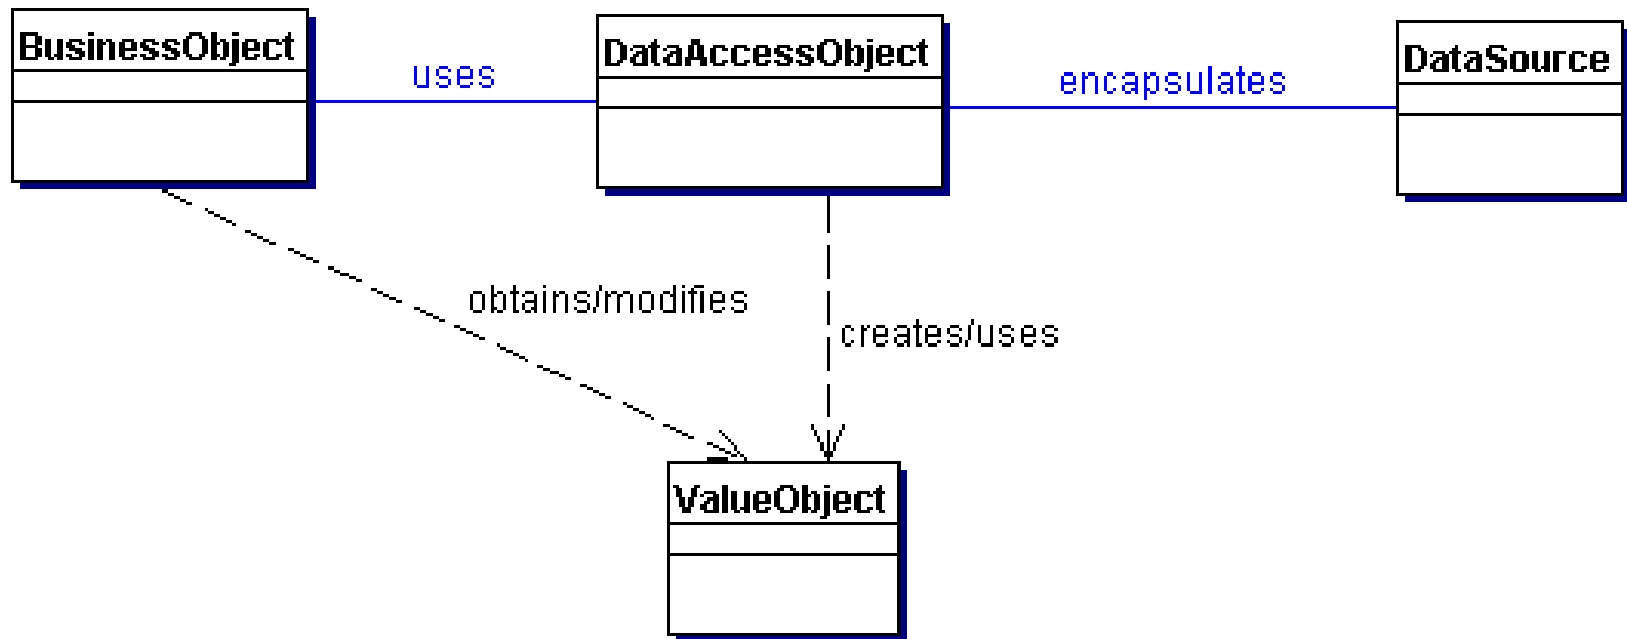 BusinessObject
uses
DataAccessObject
encapsulates
DataSource
obtains/modifies
creates/uses
ValueObject